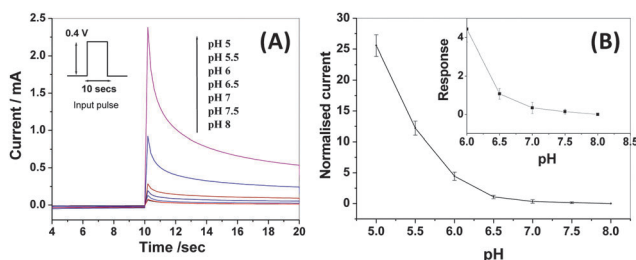 (A)
0.4 V
10 secs
Input pulse
pH 5
pH 5.5
pH 6
pH 6.5
pH 7
pH 7.5
pH 8
Current / mA
2.5
2.0
1.5
1.0
0.5
0.0
4 6 8 10 12 14 16 18 20
Time /sec
(B)
Normalised current
30
25
20
15
10
5
0
5.0 5.5 6.0 6.5 7.0 7.5 8.0
pH
Response
4
2
0
6.0 6.5 7.0 7.5 8.0 8.5
pH